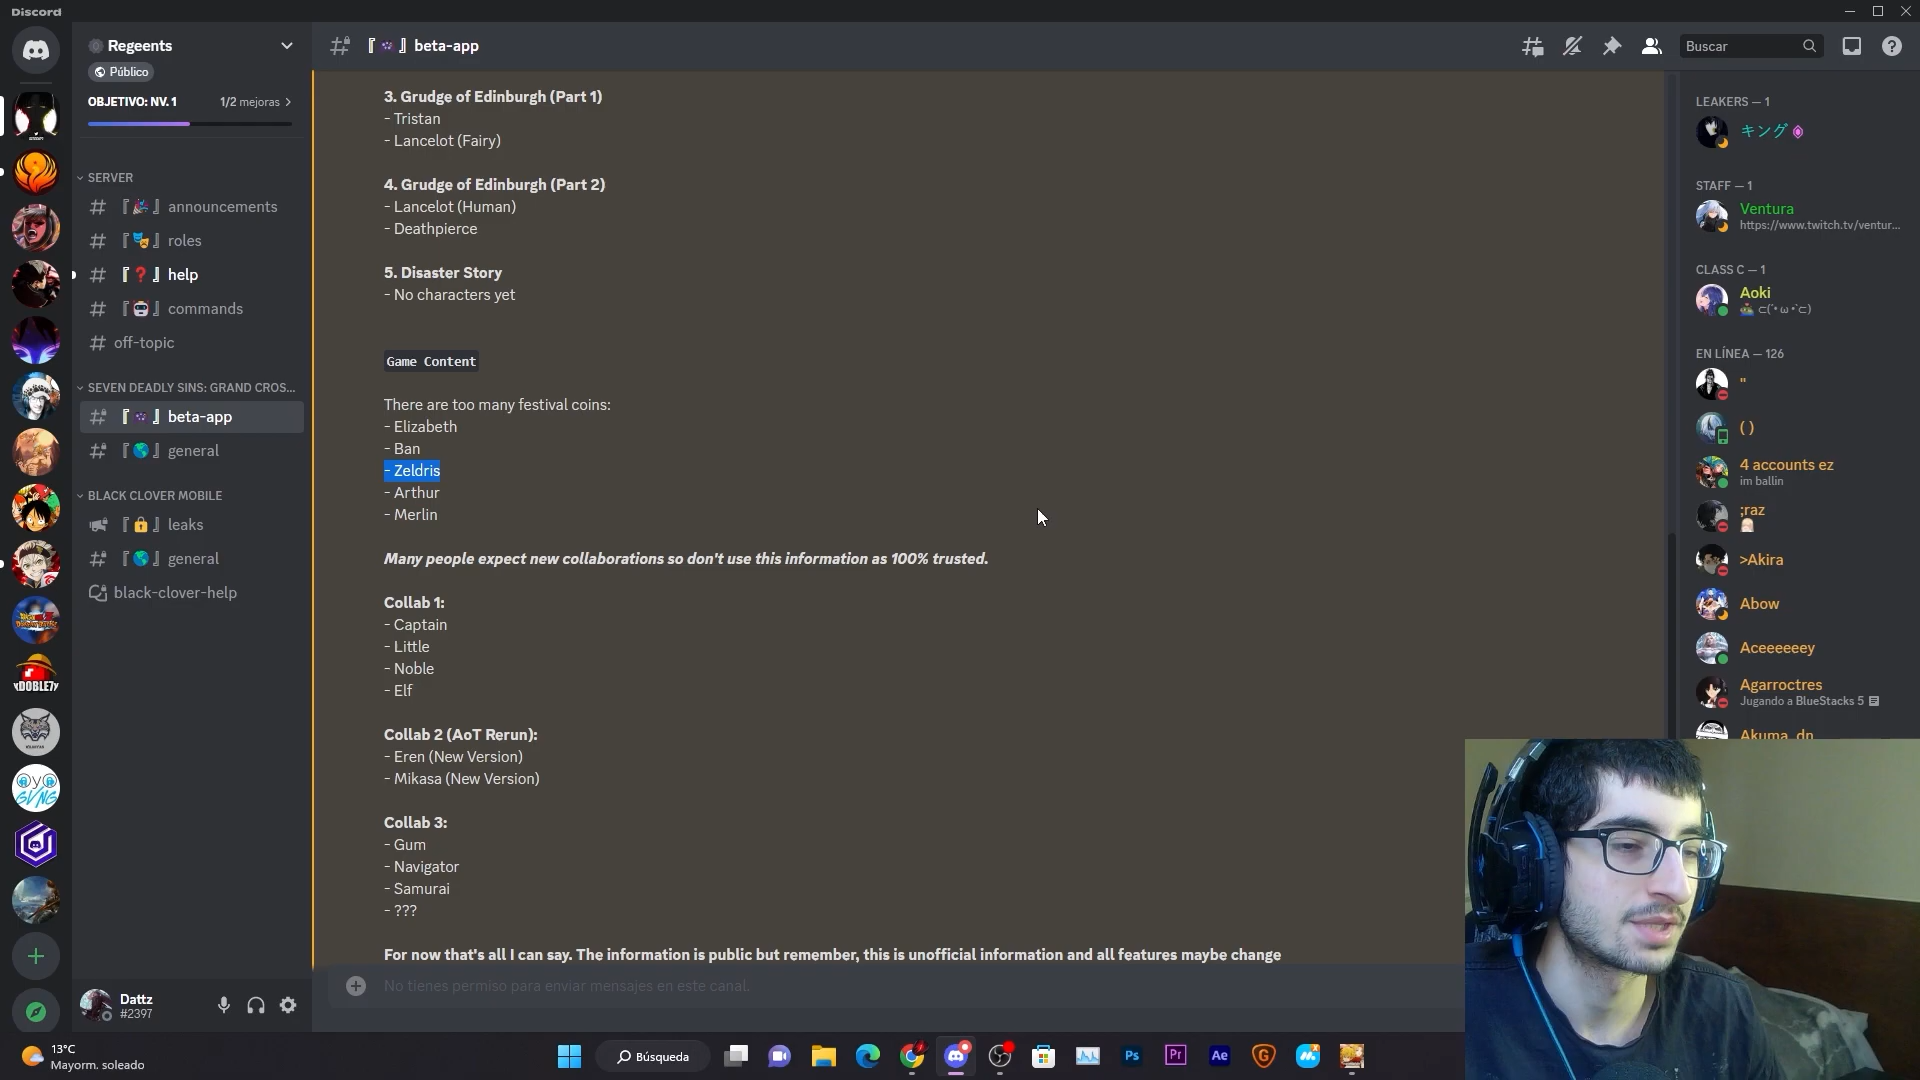 Discord
Regeents
Público
OBJETIVO: NV. 1
1/2 mejoras
SERVER
announcements
roles
help
commands
off-topic
SEVEN DEADLY SINS: GRAND CROS...
beta-app
general
BLACK CLOVER MOBILE
leaks
general
black-clover-help
Dattz
#2397
beta-app
Buscar
3. Grudge of Edinburgh (Part 1)
- Tristan
- Lancelot (Fairy)
4. Grudge of Edinburgh (Part 2)
- Lancelot (Human)
- Deathpierce
5. Disaster Story
- No characters yet
Game Content
There are too many festival coins:
- Elizabeth
- Ban
- Zeldris
- Arthur
- Merlin
Many people expect new collaborations so don't use this information as 100% trusted.
Collab 1:
- Captain
- Little
- Noble
- Elf
Collab 2 (AoT Rerun):
- Eren (New Version)
- Mikasa (New Version)
Collab 3:
- Gum
- Navigator
- Samurai
- ???
For now that's all I can say. The information is public but remember, this is unofficial information and all features maybe change
No tienes permiso para enviar mensajes en este canal.
LEAKERS — 1
キング
STAFF — 1
Ventura
https://www.twitch.tv/ventur...
CLASS C — 1
Aoki
EN LÍNEA — 126
"
( )
4 accounts ez
im ballin
;raz
>Akira
Abow
Aceeeeeey
Agarroctres
Jugando a BlueStacks 5
Akuma_dn
13°C
Mayorm. soleado
Búsqueda
Ps
Pr
Ae